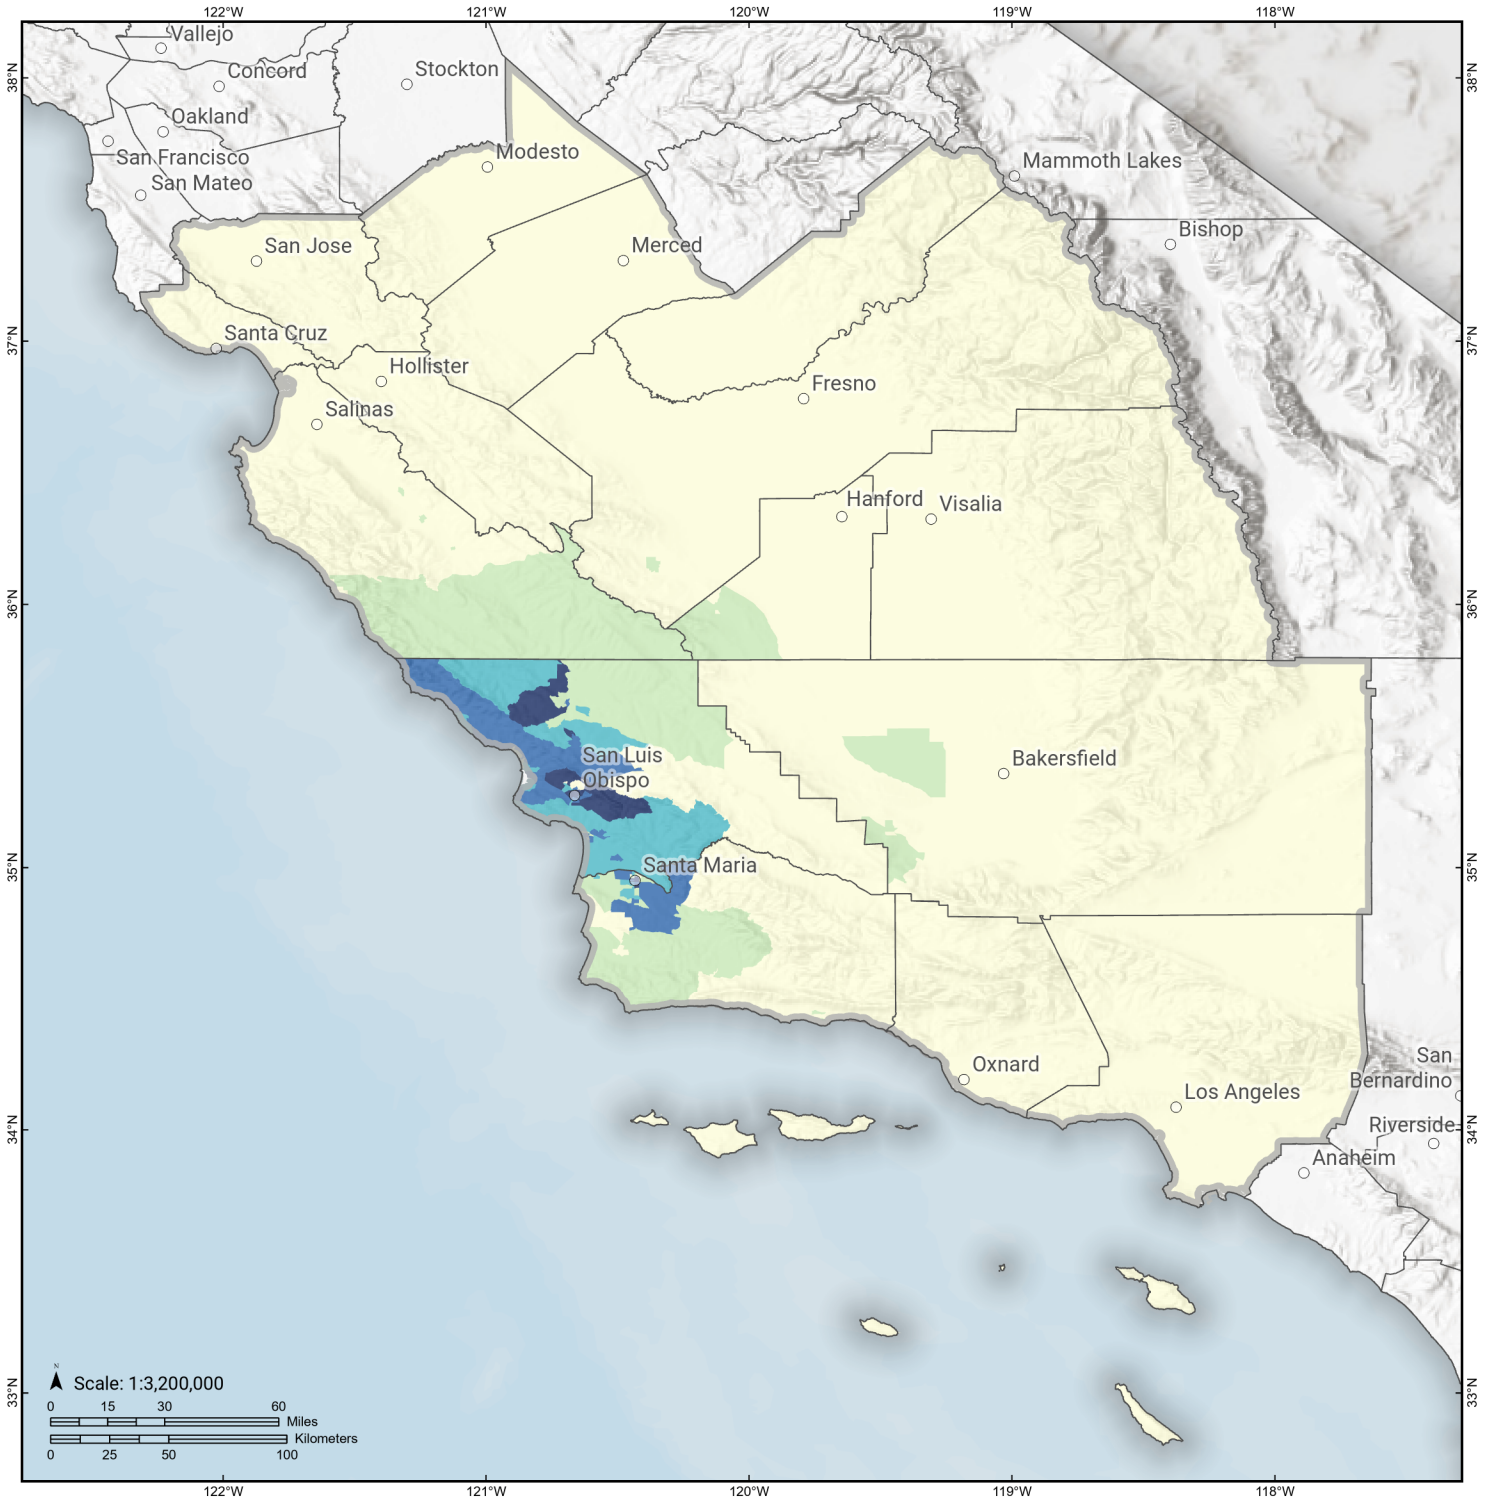 122°W
121°W
120°W
119°W
118°W
38°N
38°N
Vallejo
Concord
Stockton
Oakland
Modesto
San Francisco
San Mateo
Mammoth Lakes
Bishop
San Jose
Merced
37°N
37°N
Santa Cruz
Hollister
Fresno
Salinas
Hanford
Visalia
36°N
36°N
San Luis
Obispo
Bakersfield
35°N
35°N
Santa Maria
Oxnard
San
Bernardino
Los Angeles
34°N
34°N
Riverside
Anaheim
N
Scale: 1:3,200,000
0 15 30 60
Miles
Kilometers
0 25 50 100
33°N
33°N
122°W
121°W
120°W
119°W
118°W